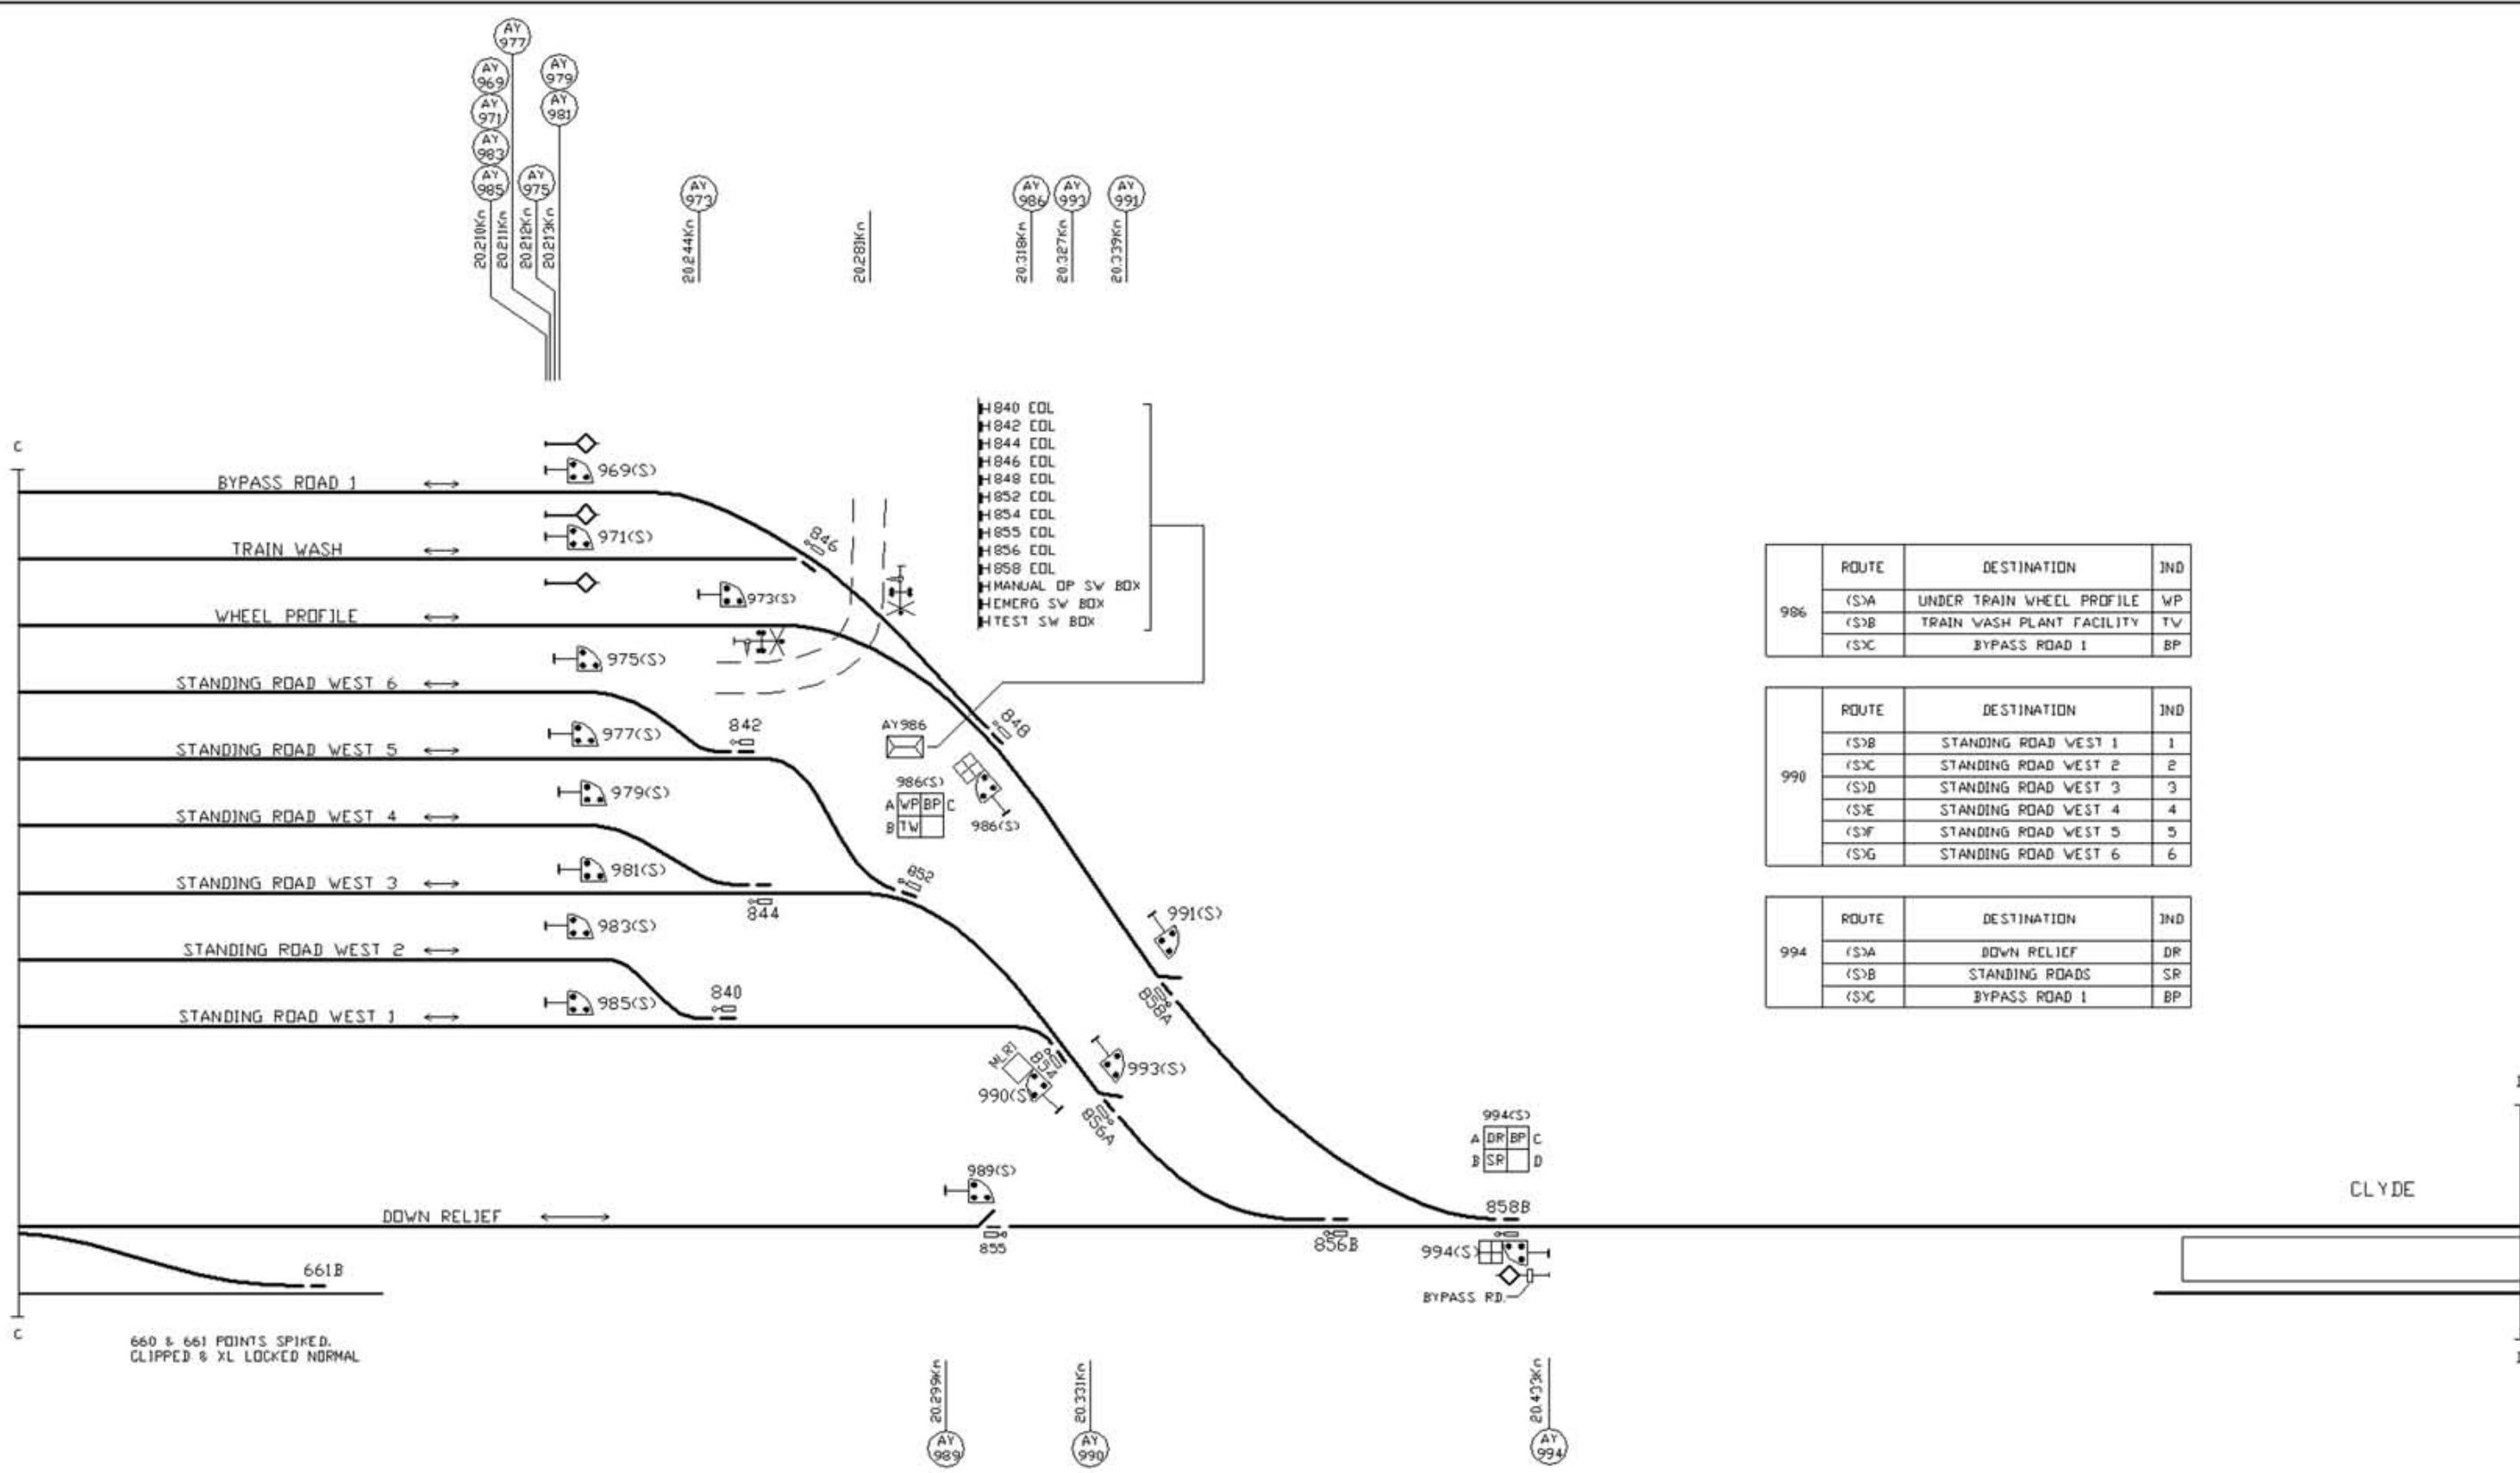 AY 977
AY 969
AY 979
AY 971
AY 981
AY 983
AY 985
AY 975
AY 973
AY 986
AY 993
AY 991
20.210Km
20.211Km
20.212Km
20.213Km
20.244Km
20.281Km
20.318Km
20.327Km
20.339Km
840 EOL
842 EOL
844 EOL
846 EOL
848 EOL
852 EOL
854 EOL
855 EOL
856 EOL
858 EOL
MANUAL OP SW BOX
EMERG SW BOX
TEST SW BOX
C
969(S)
BYPASS ROAD 1
971(S)
846
TRAIN WASH
973(S)
WHEEL PROFILE
975(S)
STANDING ROAD WEST 6
842
848
977(S)
AY986
STANDING ROAD WEST 5
986(S)
979(S)
A WP BP C
B TW
986(S)
STANDING ROAD WEST 4
981(S)
852
STANDING ROAD WEST 3
844
983(S)
991(S)
STANDING ROAD WEST 2
840
985(S)
858A
STANDING ROAD WEST 1
MLRI
854
993(S)
990(S)
856A
994(S)
A DR BP C
B SR D
989(S)
CLYDE
DOWN RELIEF
858B
855
856B
994(S)
661B
BYPASS RD.
C
660 & 661 POINTS SPIKED.
CLIPPED & XL LOCKED NORMAL
20.299Km
20.331Km
20.433Km
AY 989
AY 990
AY 994
ROUTE DESTINATION IND
986
(S)A UNDER TRAIN WHEEL PROFILE WP
(S)B TRAIN WASH PLANT FACILITY TW
(S)C BYPASS ROAD 1 BP
ROUTE DESTINATION IND
990
(S)B STANDING ROAD WEST 1 1
(S)C STANDING ROAD WEST 2 2
(S)D STANDING ROAD WEST 3 3
(S)E STANDING ROAD WEST 4 4
(S)F STANDING ROAD WEST 5 5
(S)G STANDING ROAD WEST 6 6
ROUTE DESTINATION IND
994
(S)A DOWN RELIEF DR
(S)B STANDING ROADS SR
(S)C BYPASS ROAD 1 BP